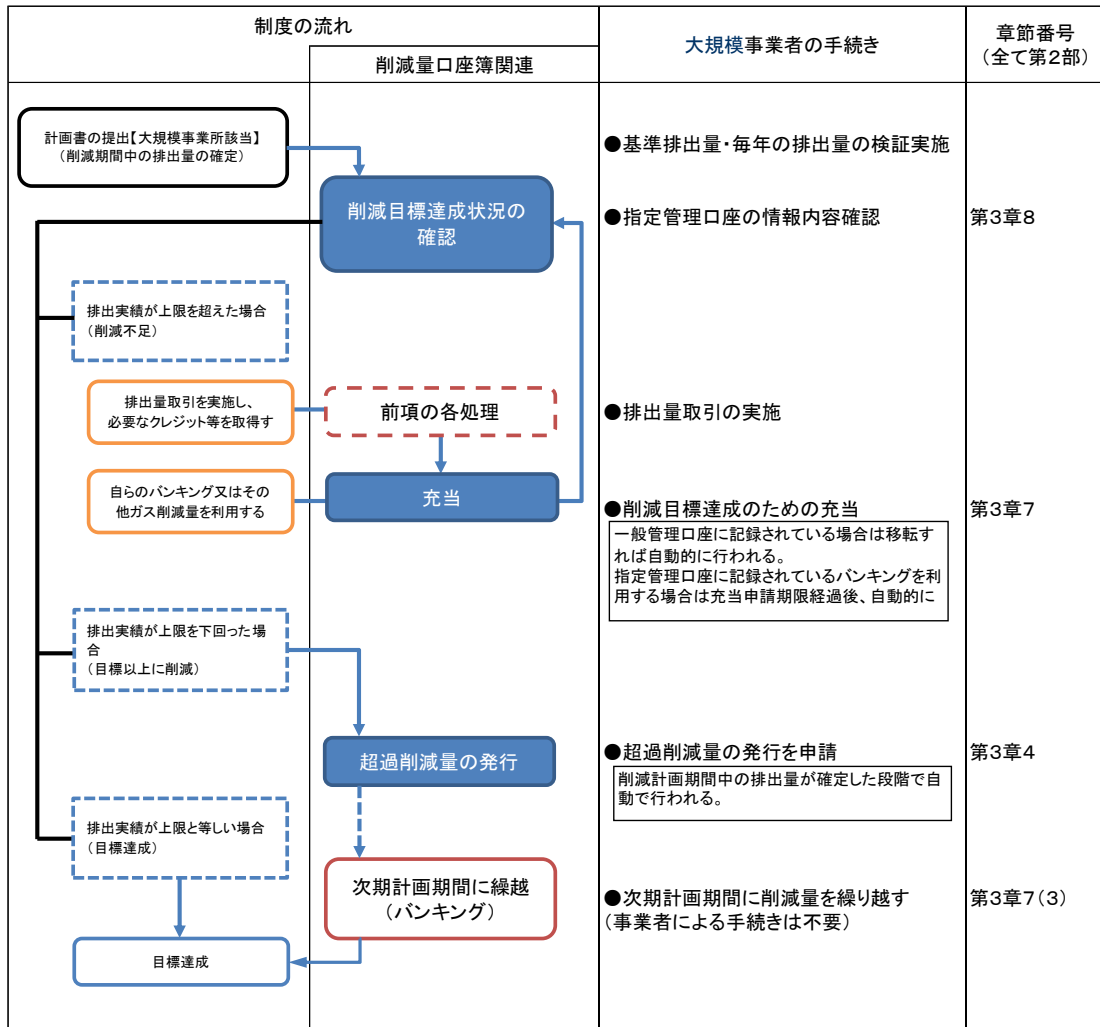 制度の流れ
削減量口座簿関連
大規模事業者の手続き
章節番号
(全て第2部)
計画書の提出【大規模事業所該当】
(削減期間中の排出量の確定)
●基準排出量・毎年の排出量の検証実施
削減目標達成状況の
確認
●指定管理口座の情報内容確認
第3章8
排出実績が上限を超えた場合
(削減不足)
排出量取引を実施し、
必要なクレジット等を取得す
前項の各処理
●排出量取引の実施
自らのバンキング又はその
他ガス削減量を利用する
充当
●削減目標達成のための充当
第3章7
一般管理口座に記録されている場合は移転す
れば自動的に行われる。
指定管理口座に記録されているバンキングを利
用する場合は充当申請期限経過後、自動的に
排出実績が上限を下回った場
合
(目標以上に削減)
超過削減量の発行
●超過削減量の発行を申請
第3章4
削減計画期間中の排出量が確定した段階で自
動で行われる。
排出実績が上限と等しい場合
(目標達成)
次期計画期間に繰越
(バンキング)
●次期計画期間に削減量を繰り越す
(事業者による手続きは不要)
第3章7(3)
目標達成